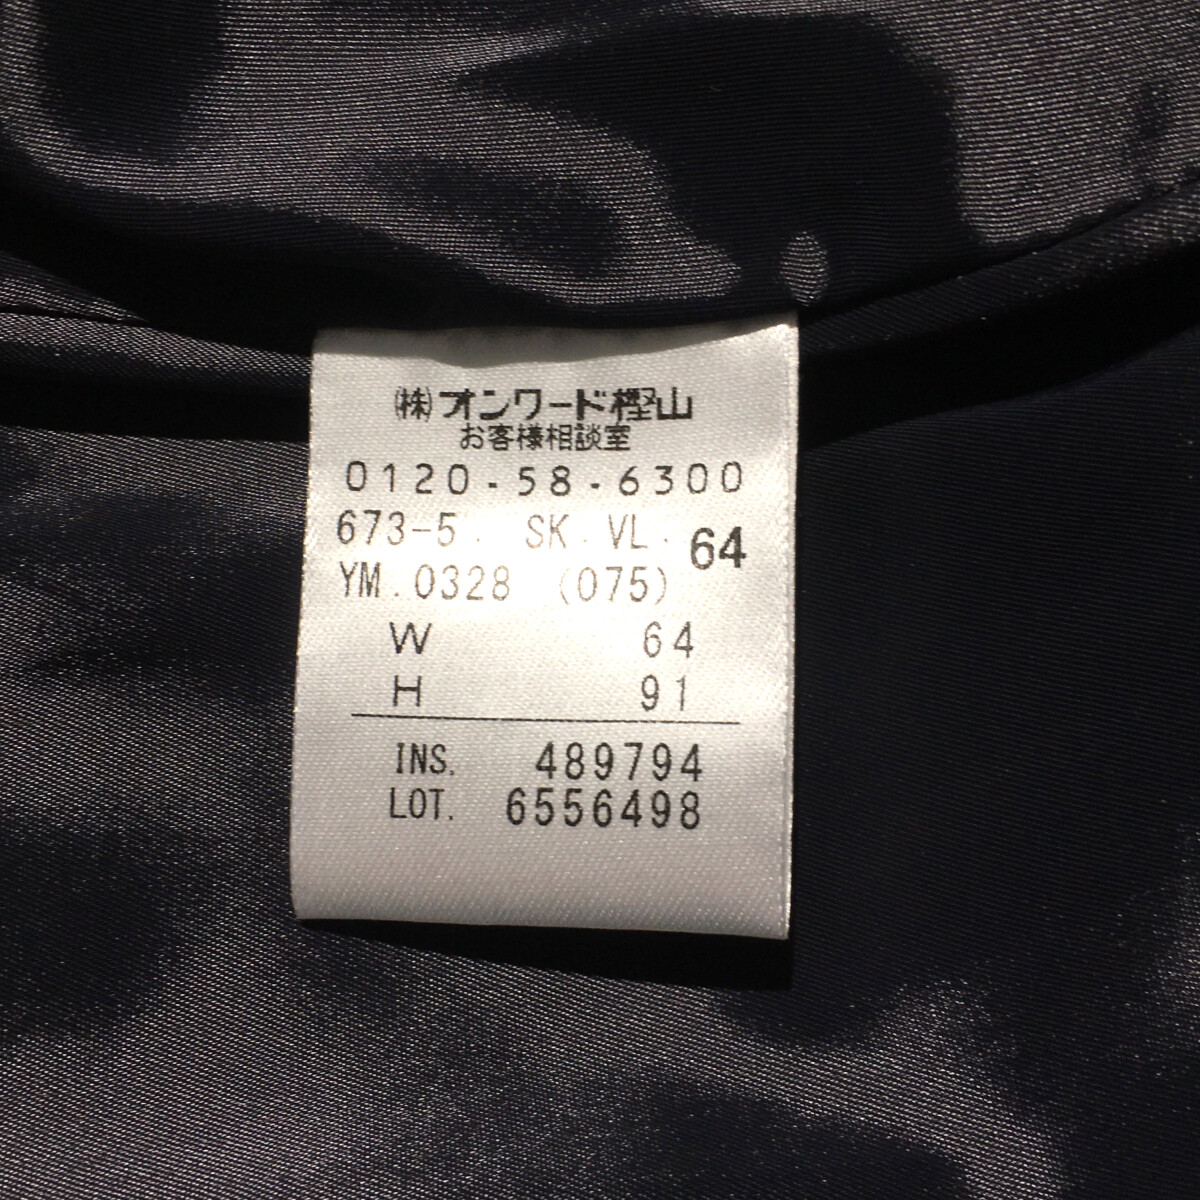 (株)オンワード樫山
お客様相談室
0120-58-6300
673-5. SK.VL. 64
YM.0328 (075)
W 64
H 91
INS. 489794
LOT. 6556498